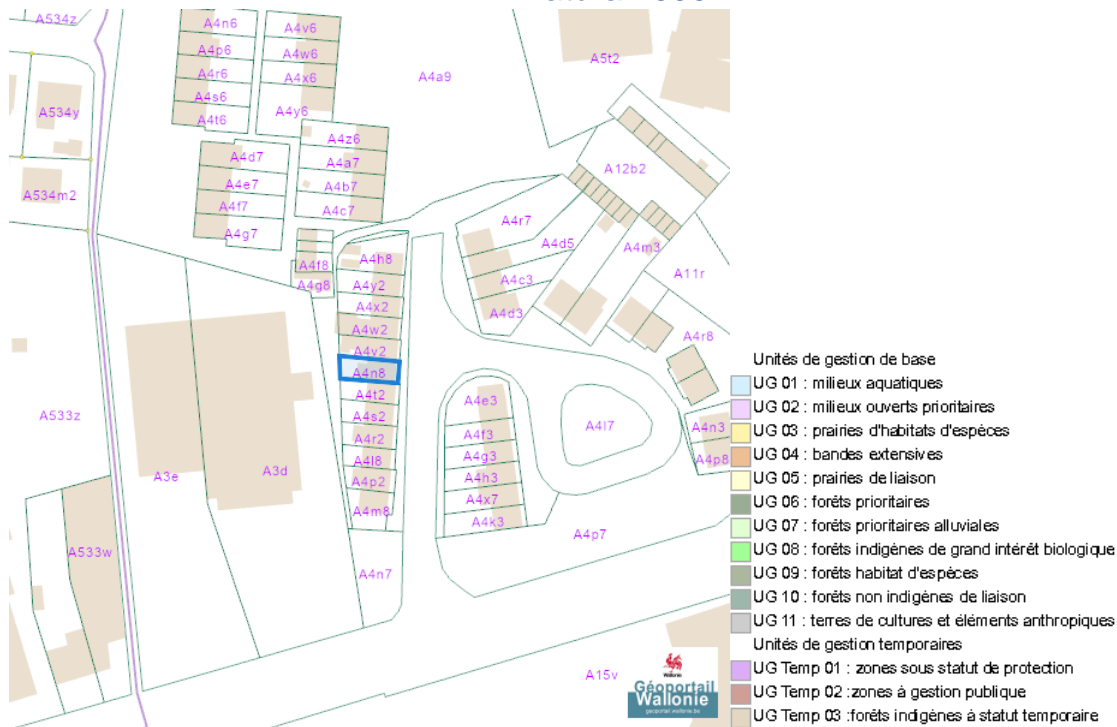 A534z
A4n6
A4v6
A4p6
A4w6
A5t2
A4r6
A4x6
A4a9
A4s6
A534y
A4y6
A4t6
A4z6
A4d7
A4a7
A12b2
A4e7
A4b7
A534m2
A4f7
A4c7
A4r7
A4g7
A4d5
A4m3
A4h8
A4f8
A11r
A4g8
A4y2
A4c3
A4x2
A4d3
A4w2
A4r8
A4v2
A4n8
A4t2
A4e3
A533z
A4s2
A4l7
A4n3
A4r2
A4f3
A4g3
A4l8
A4p8
A3e
A3d
A4p2
A4h3
A4x7
A4m8
A4k3
A4p7
A533w
A4n7
A15v
Wallonie
Géoportail
Wallonie
geoportail.wallonie.be
Unités de gestion de base
UG 01 : milieux aquatiques
UG 02 : milieux ouverts prioritaires
UG 03 : prairies d'habitats d'espèces
UG 04 : bandes extensives
UG 05 : prairies de liaison
UG 06 : forêts prioritaires
UG 07 : forêts prioritaires alluviales
UG 08 : forêts indigènes de grand intérêt biologique
UG 09 : forêts habitat d'espèces
UG 10 : forêts non indigènes de liaison
UG 11 : terres de cultures et éléments anthropiques
Unités de gestion temporaires
UG Temp 01 : zones sous statut de protection
UG Temp 02 :zones à gestion publique
UG Temp 03 :forêts indigènes à statut temporaire